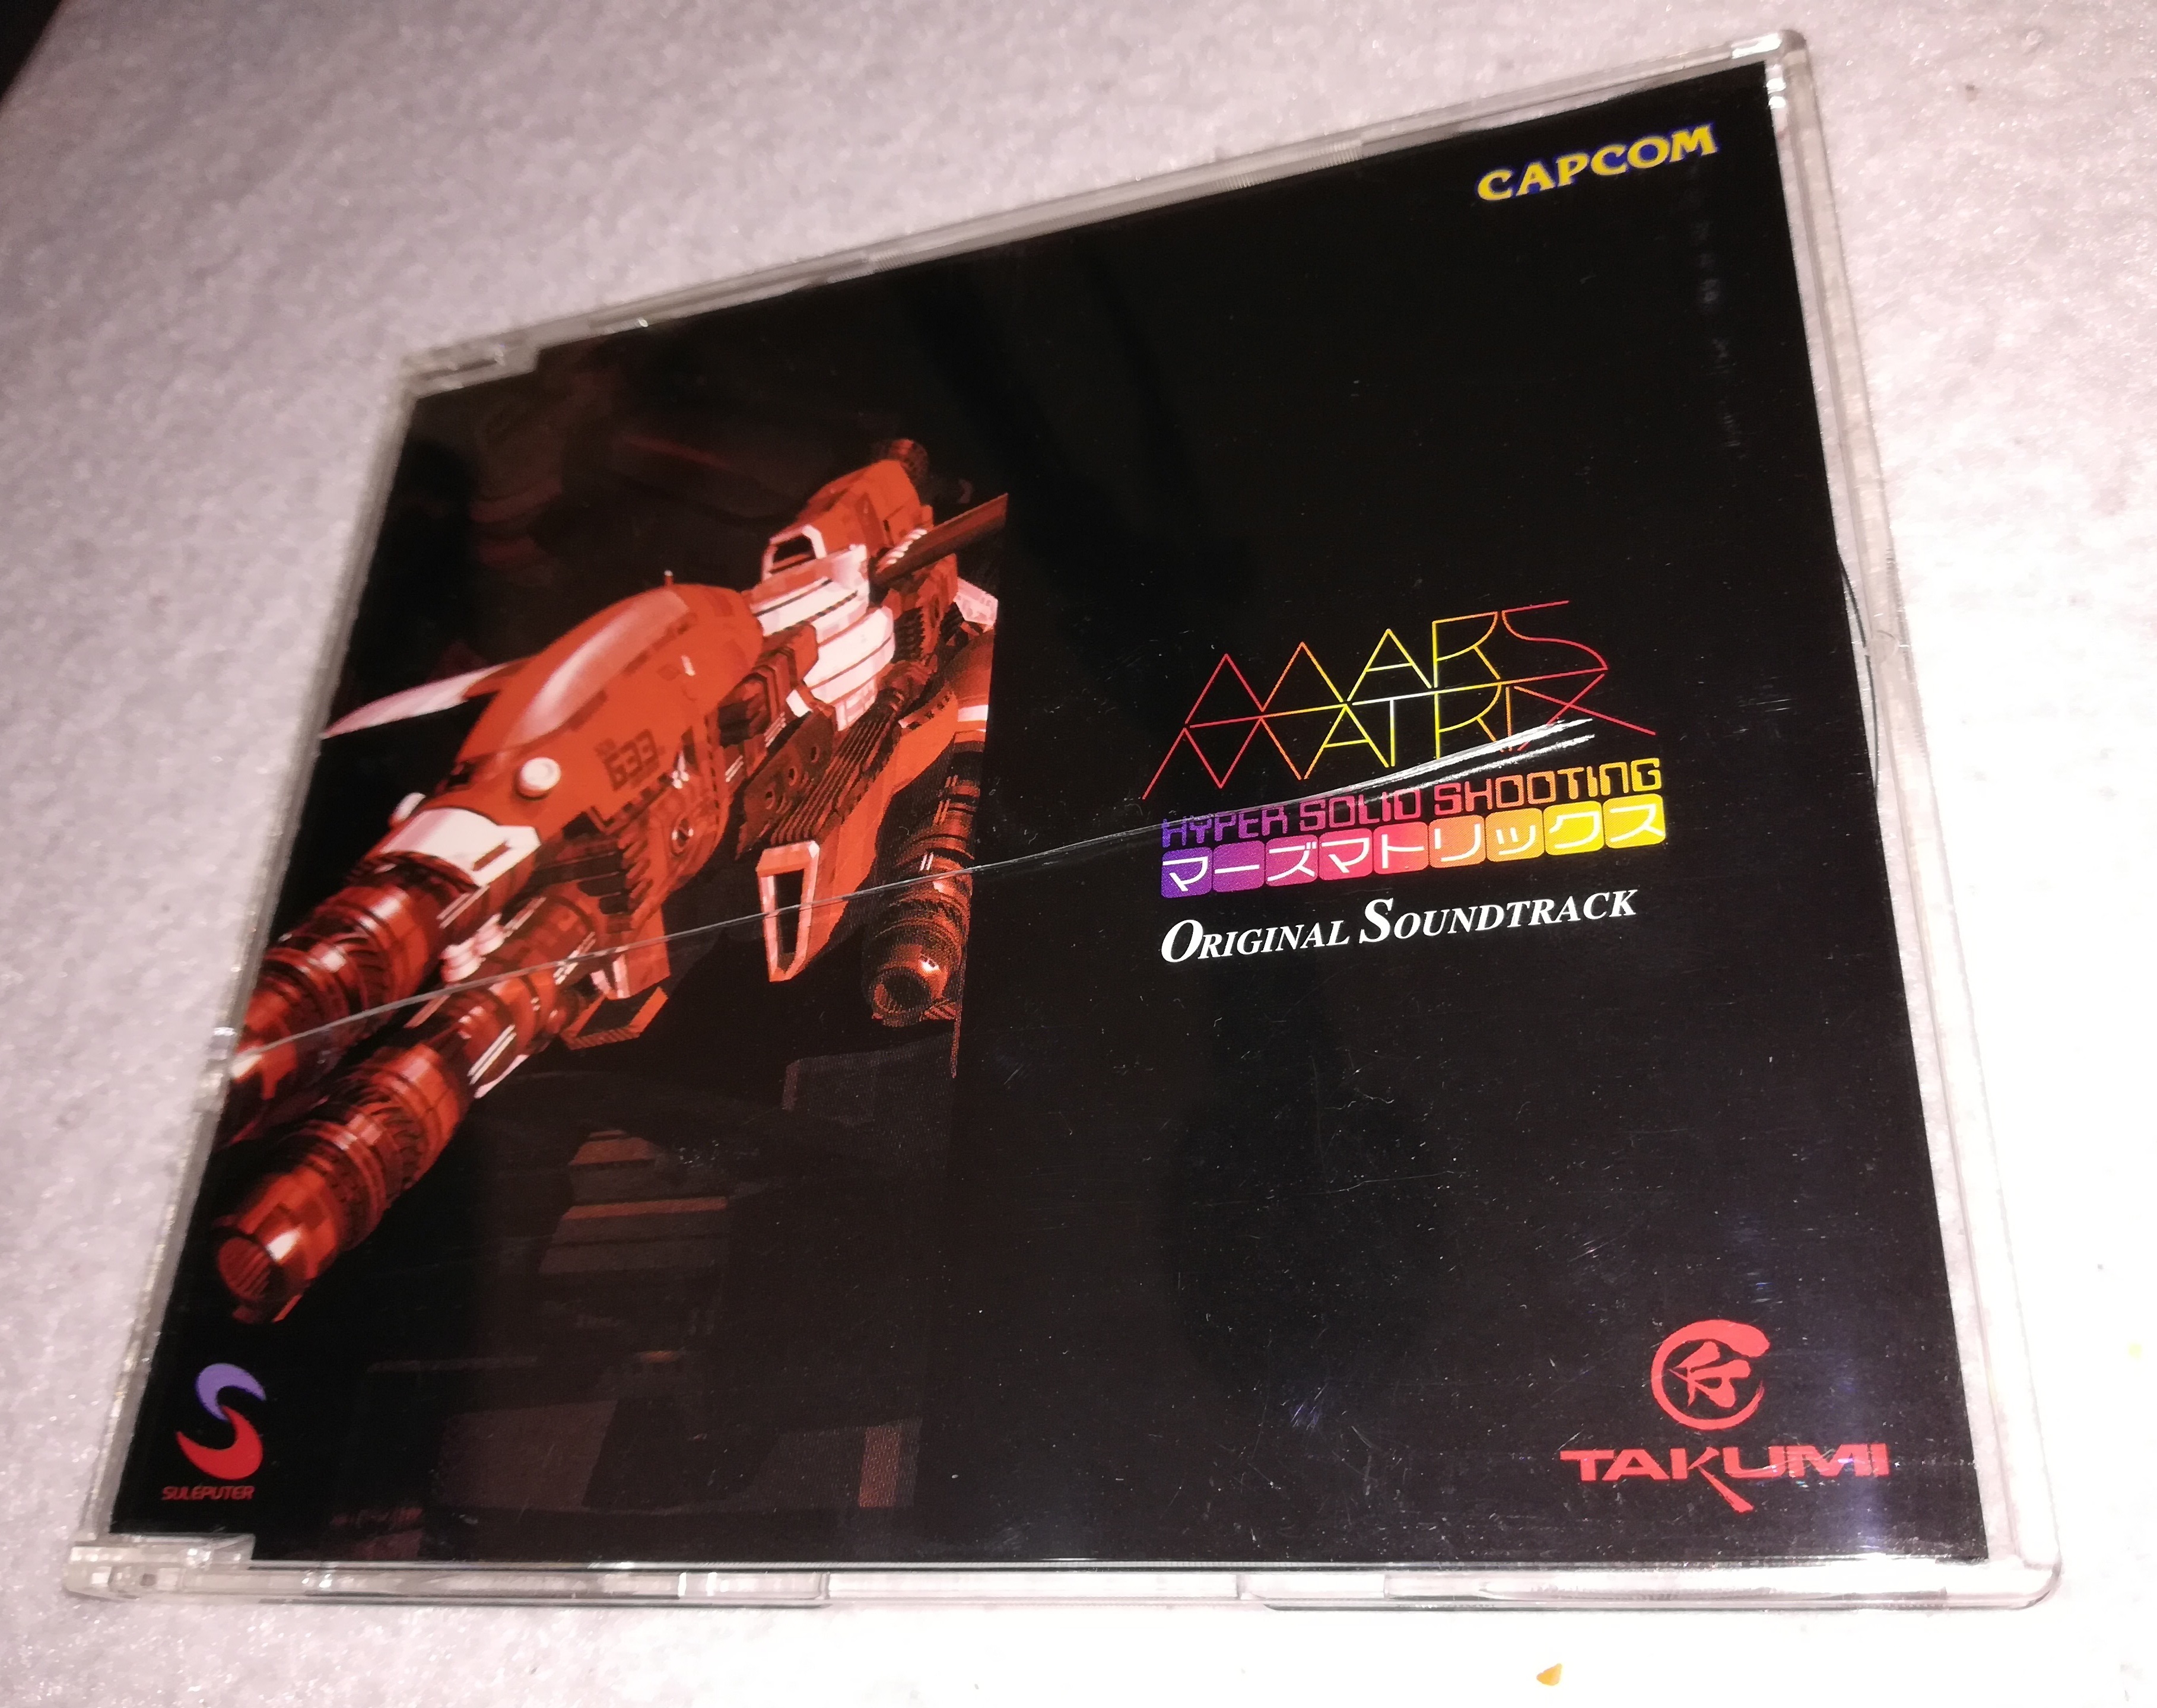 CAPCOM
MARS
MATRIX
HYPER SOLID SHOOTING
マーズマトリックス
ORIGINAL SOUNDTRACK
633
SULEPUTER
TAKUMI